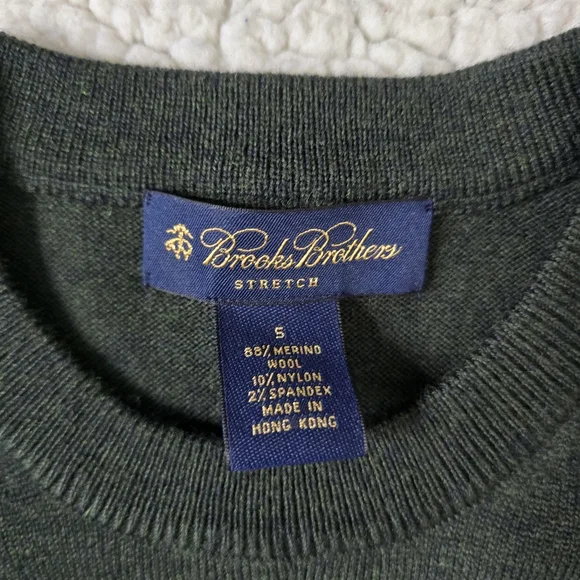 Brooks Brothers
STRETCH
S
88% MERINO
WOOL
10% NYLON
2% SPANDEX
MADE IN
HONG KONG